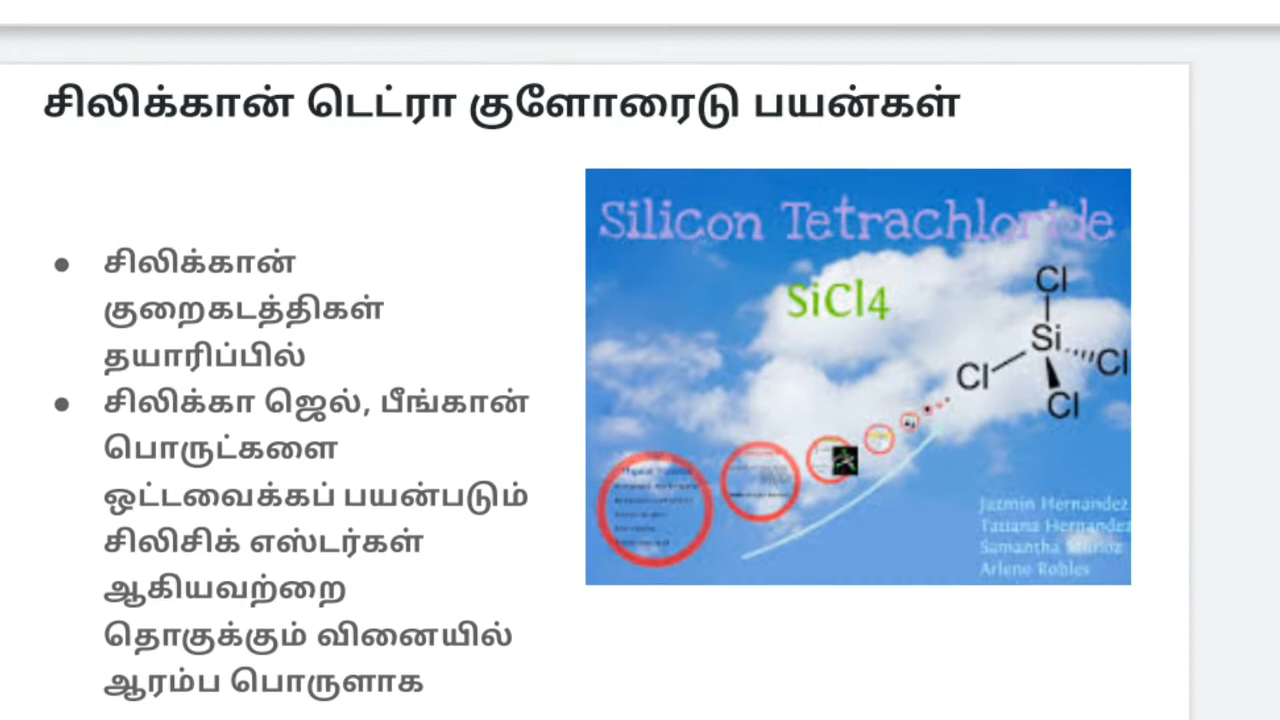 சிலிக்கான் டெட்ரா குளோரைடு பயன்கள்
● சிலிக்கான்
குறைகடத்திகள்
தயாரிப்பில்
● சிலிக்கா ஜெல், பீங்கான்
பொருட்களை
ஒட்டவைக்கப் பயன்படும்
சிலிசிக் எஸ்டர்கள்
ஆகியவற்றை
தொகுக்கும் வினையில்
ஆரம்ப பொருளாக
Silicon Tetrachloride
SiCl4
Cl
Si
Cl
Cl
Cl
Jazmin Hernandez
Tatiana Hernandez
Samantha
Arlene Robles